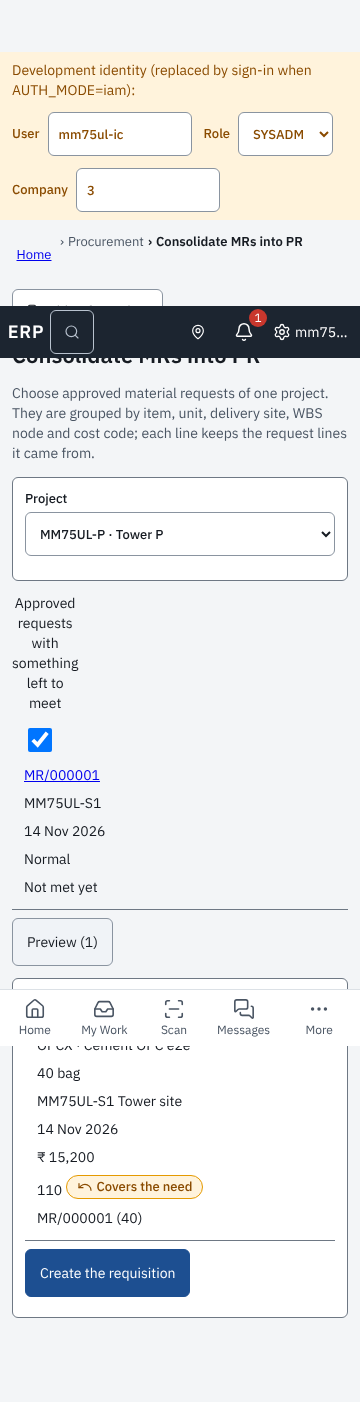 Development identity (replaced by sign-in when
AUTH_MODE=iam):
User mm75ul-ic Role SYSADM
Company 3
› Procurement › Consolidate MRs into PR
Home
ERP 1 mm75...
Consolidate MRs into PR
Choose approved material requests of one project.
They are grouped by item, unit, delivery site, WBS
node and cost code; each line keeps the request lines
it came from.
Project
MM75UL-P · Tower P
Approved
requests
with
something
left to
meet
MR/000001
MM75UL-S1
14 Nov 2026
Normal
Not met yet
Preview (1)
Home My Work Scan Messages More
40 bag
MM75UL-S1 Tower site
14 Nov 2026
₹ 15,200
110 Covers the need
MR/000001 (40)
Create the requisition